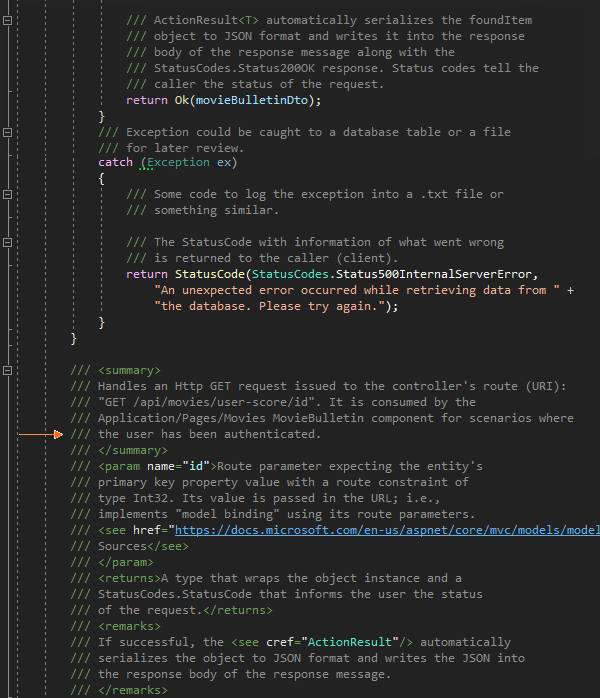 /// ActionResult<T> automatically serializes the foundItem
/// object to JSON format and writes it into the response
/// body of the response message along with the
/// StatusCodes.Status200OK response. Status codes tell the
/// caller the status of the request.
return Ok(movieBulletinDto);
}
/// Exception could be caught to a database table or a file
/// for later review.
catch (Exception ex)
{
/// Some code to log the exception into a .txt file or
/// something similar.
/// The StatusCode with information of what went wrong
/// is returned to the caller (client).
return StatusCode(StatusCodes.Status500InternalServerError,
"An unexpected error occurred while retrieving data from " +
"the database. Please try again.");
}
}
/// <summary>
/// Handles an Http GET request issued to the controller's route (URI):
/// "GET /api/movies/user-score/id". It is consumed by the
/// Application/Pages/Movies MovieBulletin component for scenarios where
/// the user has been authenticated.
/// </summary>
/// <param name="id">Route parameter expecting the entity's
/// primary key property value with a route constraint of
/// type Int32. Its value is passed in the URL; i.e.,
/// implements "model binding" using its route parameters.
/// <see href="https://docs.microsoft.com/en-us/aspnet/core/mvc/models/model
/// Sources</see>
/// </param>
/// <returns>A type that wraps the object instance and a
/// StatusCodes.StatusCode that informs the user the status
/// of the request.</returns>
/// <remarks>
/// If successful, the <see cref="ActionResult"/> automatically
/// serializes the object to JSON format and writes the JSON into
/// the response body of the response message.
/// </remarks>